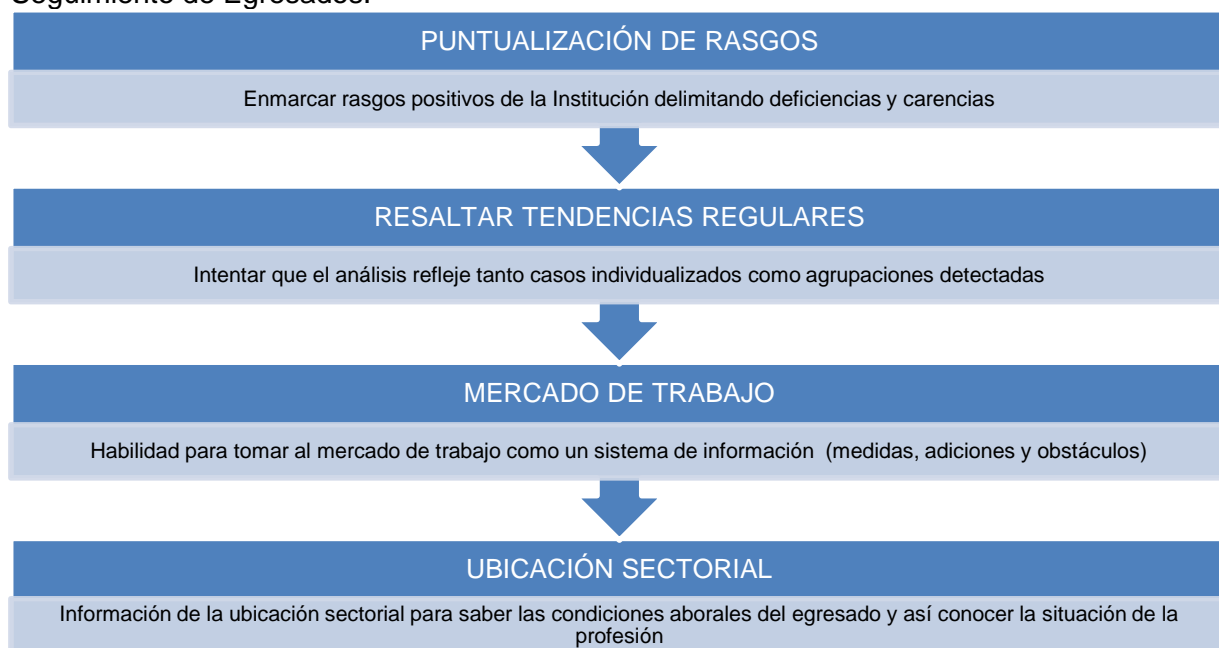 Seguimiento de Egresados.
PUNTUALIZACIÓN DE RASGOS
Enmarcar rasgos positivos de la Institución delimitando deficiencias y carencias
RESALTAR TENDENCIAS REGULARES
Intentar que el análisis refleje tanto casos individualizados como agrupaciones detectadas
MERCADO DE TRABAJO
Habilidad para tomar al mercado de trabajo como un sistema de información (medidas, adiciones y obstáculos)
UBICACIÓN SECTORIAL
Información de la ubicación sectorial para saber las condiciones aborales del egresado y así conocer la situación de la
profesión